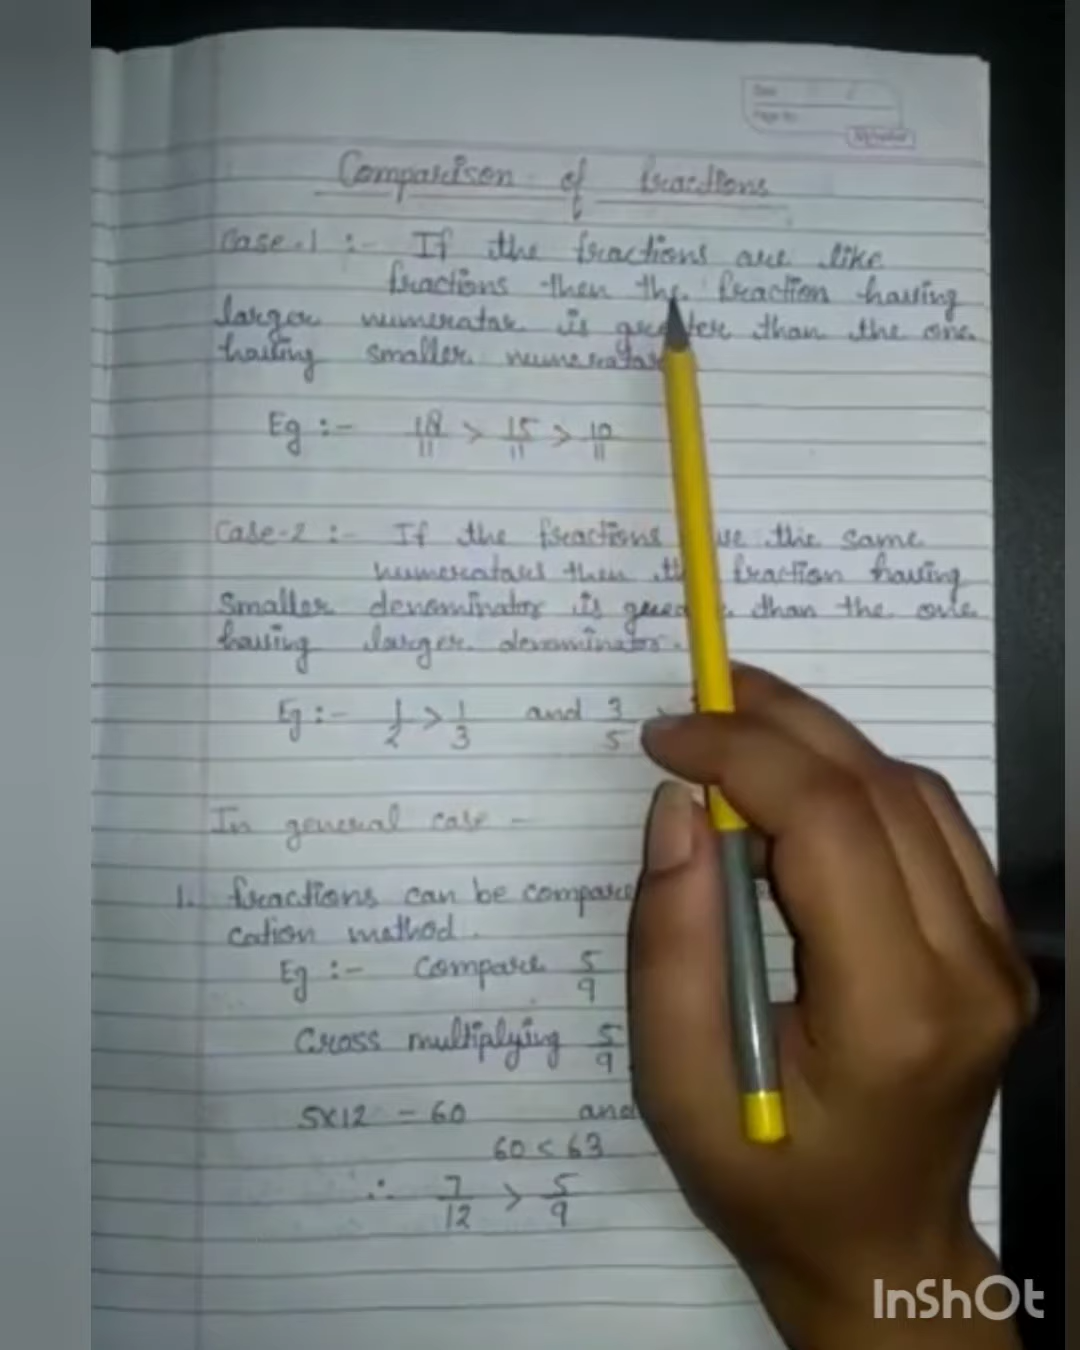 Date
Page No.
Comparison of fractions
Case-1 :- If the fractions are like
fractions then the fraction having
larger numerator is greater than the one
having smaller numerator
Eg :- 18/11 > 15/11 > 10/11
Case-2 :- If the fractions the same
numerators then fraction having
smaller denominator is than the one
having larger denominator.
Eg :- 1/2 > 1/3 and 3/5 >
In general case -
1. fractions can be compare
cation method.
Eg :- Compare 5/9
Cross multiplying 5/9
5x12 = 60 and
60 < 63
∴ 7/12 > 5/9
InShOt